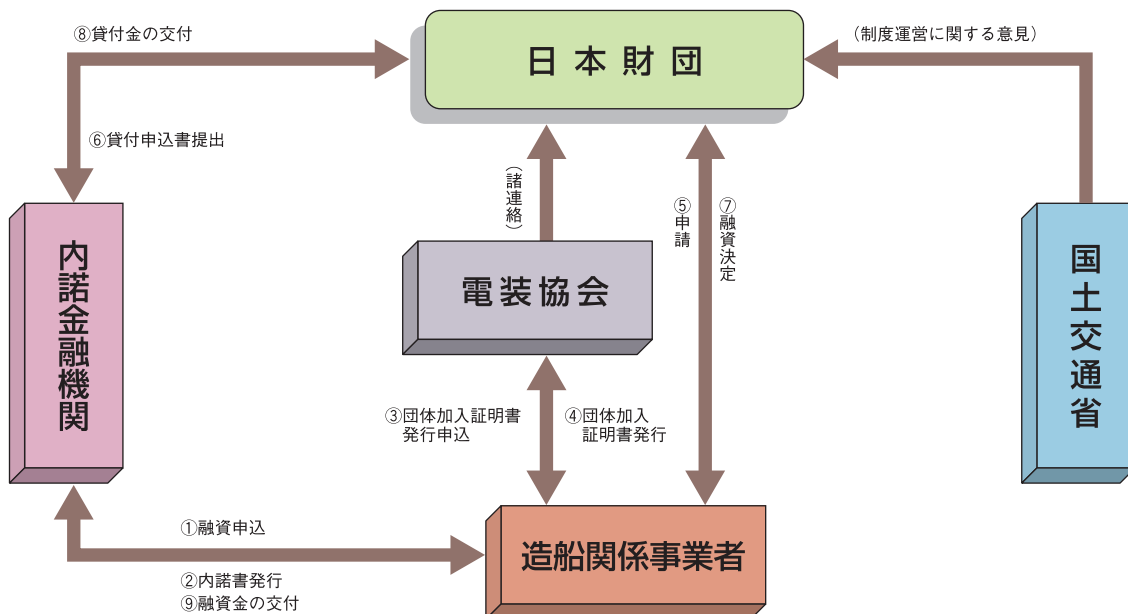 ⑧貸付金の交付
(制度運営に関する意見)
日本財団
⑥貸付申込書提出
(諸連絡)
⑤申請
⑦融資決定
内諾金融機関
電装協会
国土交通省
③団体加入証明書
発行申込
④団体加入
証明書発行
①融資申込
造船関係事業者
②内諾書発行
⑨融資金の交付